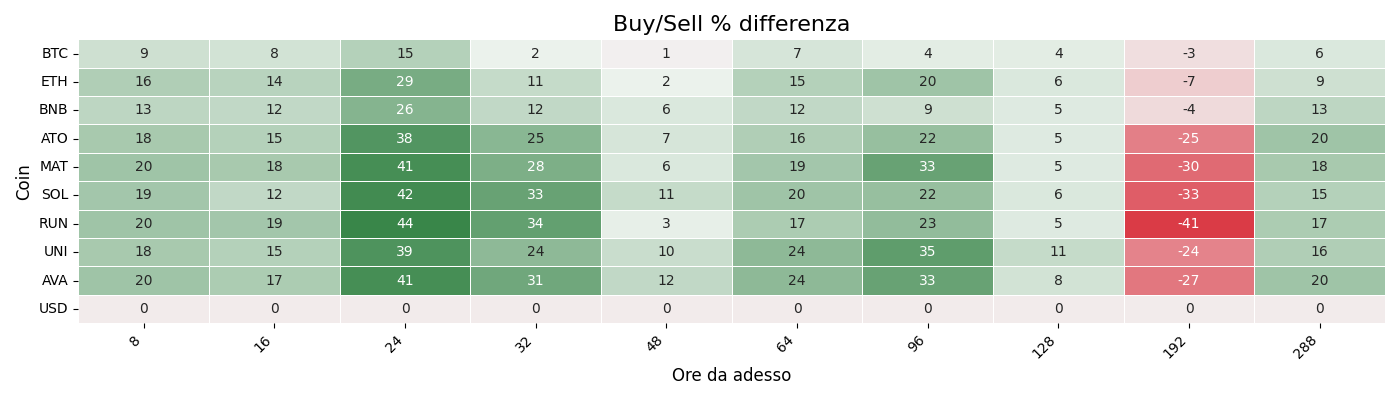 Buy/Sell % differenza
Coin
BTC 9 8 15 2 1 7 4 4 -3 6
ETH 16 14 29 11 2 15 20 6 -7 9
BNB 13 12 26 12 6 12 9 5 -4 13
ATO 18 15 38 25 7 16 22 5 -25 20
MAT 20 18 41 28 6 19 33 5 -30 18
SOL 19 12 42 33 11 20 22 6 -33 15
RUN 20 19 44 34 3 17 23 5 -41 17
UNI 18 15 39 24 10 24 35 11 -24 16
AVA 20 17 41 31 12 24 33 8 -27 20
USD 0 0 0 0 0 0 0 0 0 0
8 16 24 32 48 64 96 128 192 288
Ore da adesso